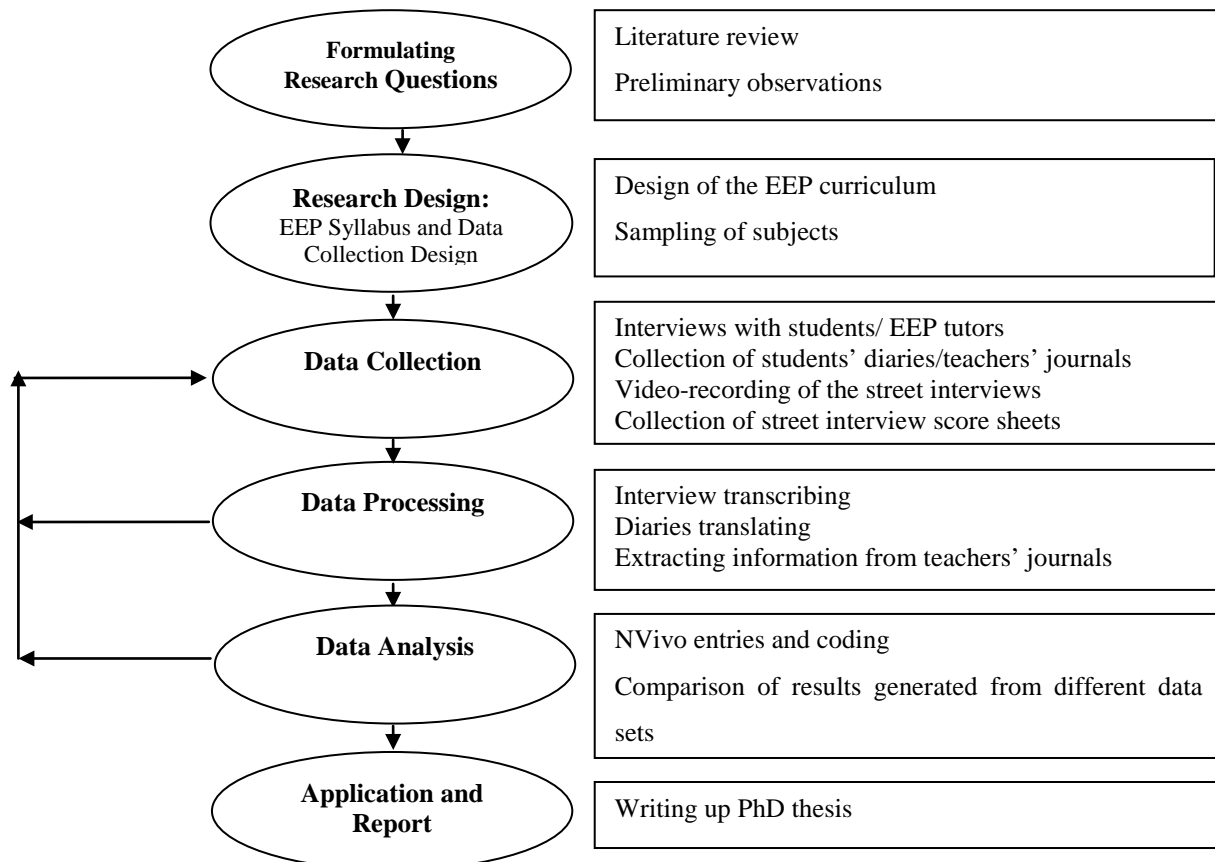 Formulating
Research Questions
Literature review
Preliminary observations
Research Design:
EEP Syllabus and Data
Collection Design
Design of the EEP curriculum
Sampling of subjects
Data Collection
Interviews with students/ EEP tutors
Collection of students’ diaries/teachers’ journals
Video-recording of the street interviews
Collection of street interview score sheets
Data Processing
Interview transcribing
Diaries translating
Extracting information from teachers’ journals
Data Analysis
NVivo entries and coding
Comparison of results generated from different data
sets
Application and
Report
Writing up PhD thesis